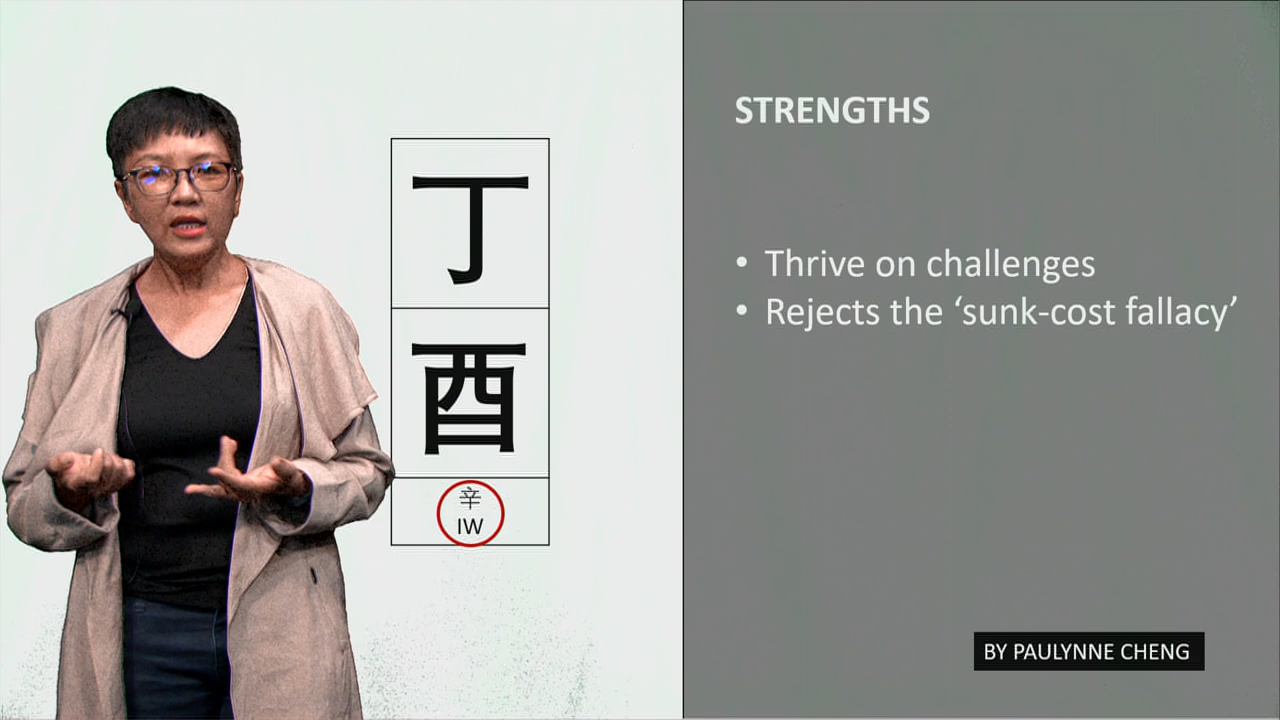 丁
酉
辛
IW
STRENGTHS
• Thrive on challenges
• Rejects the ‘sunk-cost fallacy’
BY PAULYNNE CHENG